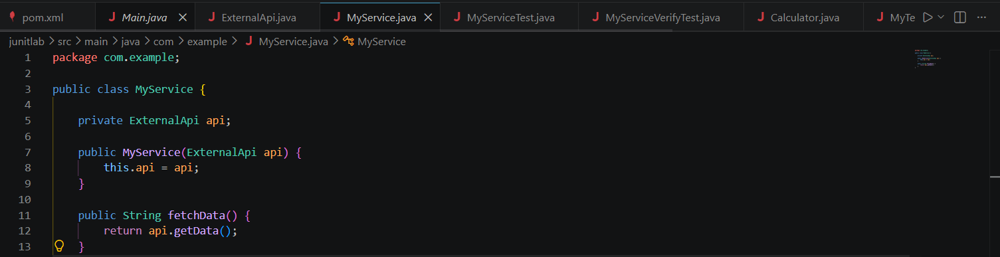 pom.xml J Main.java × J ExternalApi.java J MyService.java × J MyServiceTest.java J MyServiceVerifyTest.java J Calculator.java J MyTe ...
junitlab > src > main > java > com > example > J MyService.java > MyService
1 package com.example;
2
3 public class MyService {
4
5 private ExternalApi api;
6
7 public MyService(ExternalApi api) {
8 this.api = api;
9 }
10
11 public String fetchData() {
12 return api.getData();
13 }